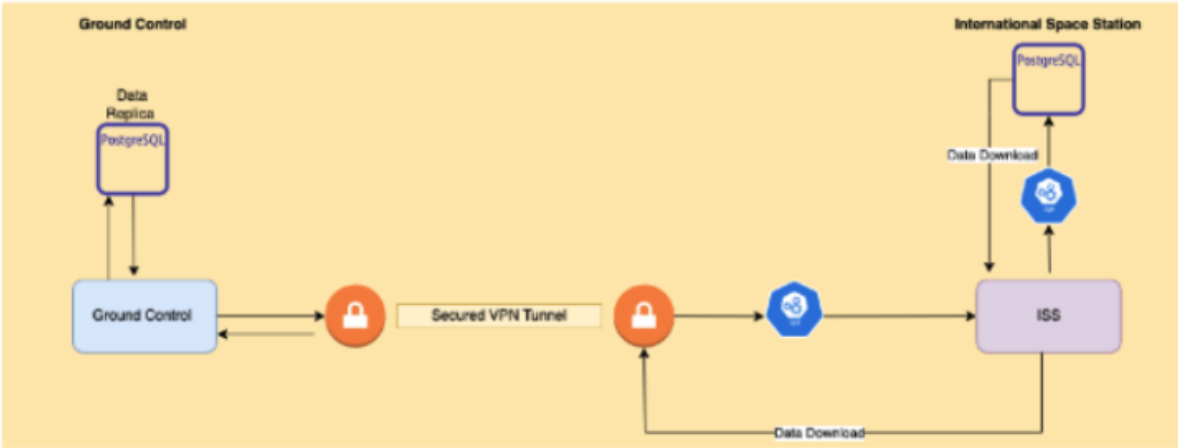 Ground Control
International Space Station
PostgreSQL
Data
Replica
PostgreSQL
Data Download
Ground Control
Secured VPN Tunnel
ISS
Data Download